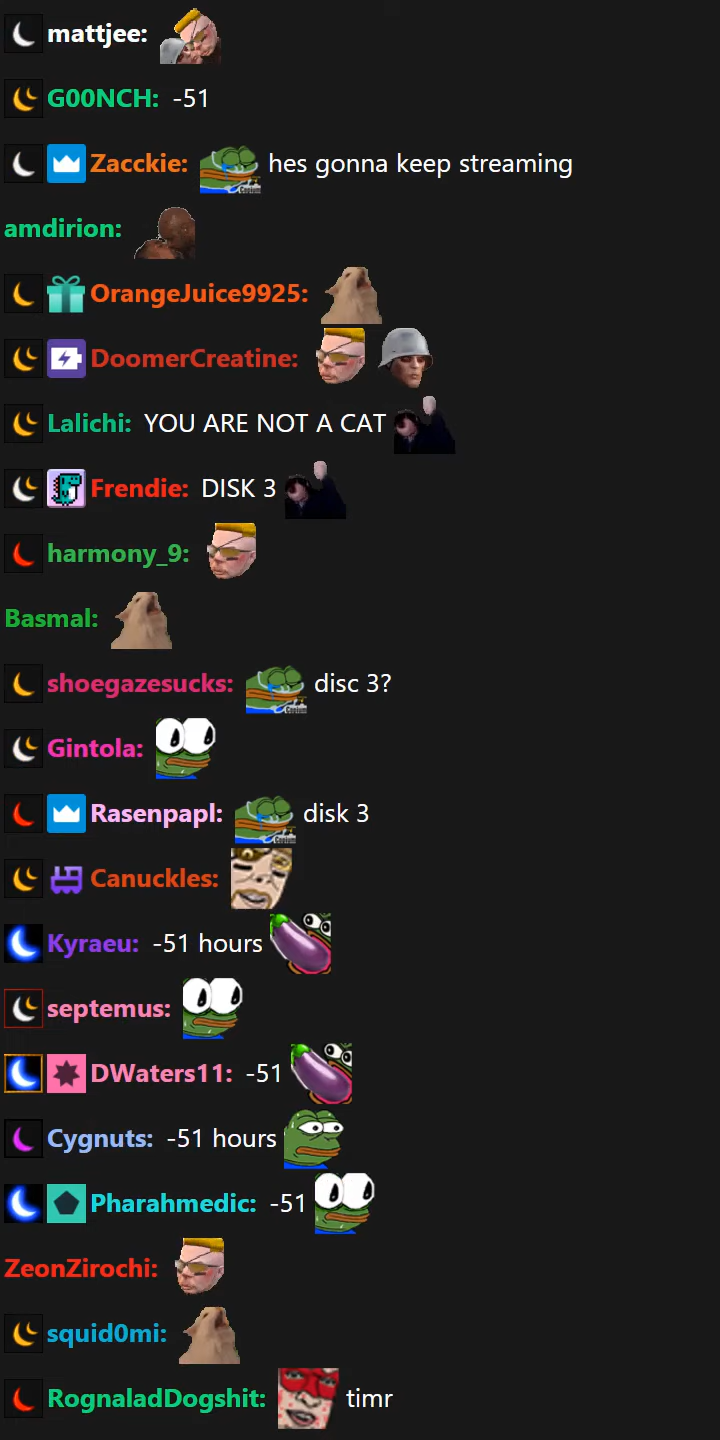 mattjee:
G00NCH: -51
Zacckie: hes gonna keep streaming
amdirion:
OrangeJuice9925:
DoomerCreatine:
Lalichi: YOU ARE NOT A CAT
Frendie: DISK 3
harmony_9:
Basmal:
shoegazesucks: disc 3?
Gintola:
Rasenpapl: disk 3
Canuckles:
Kyraeu: -51 hours
septemus:
DWaters11: -51
Cygnuts: -51 hours
Pharahmedic: -51
ZeonZirochi:
squid0mi:
RognaladDogshit: timr